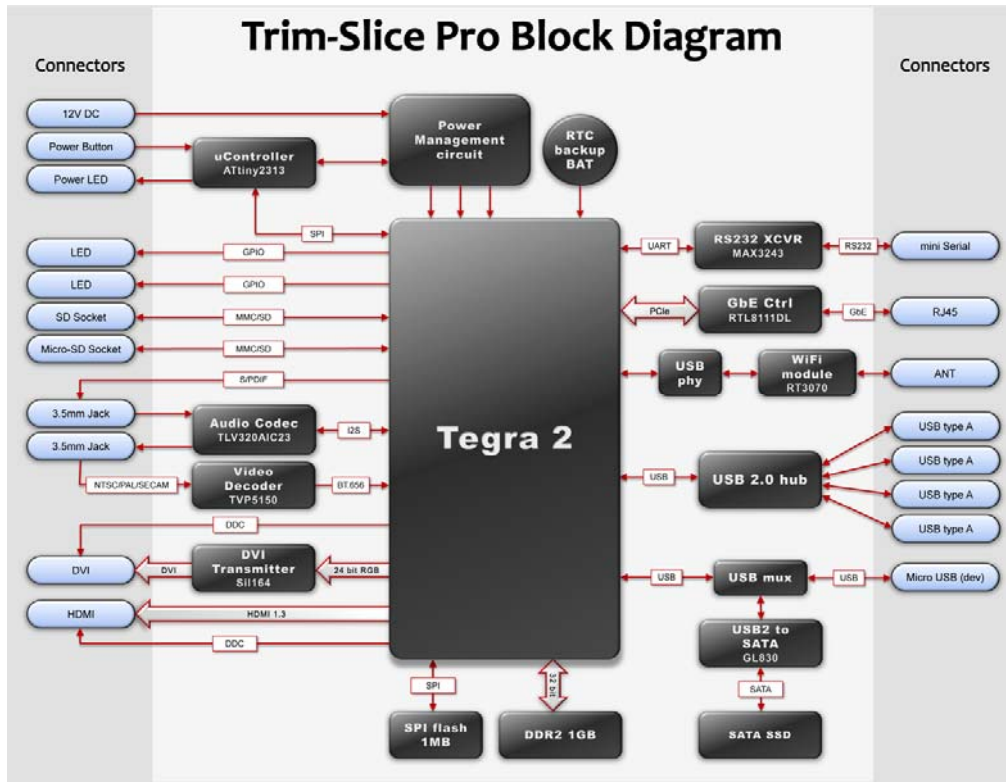 Trim-Slice Pro Block Diagram
Connectors
Connectors
12V DC
Power Button
Power LED
uController
ATtiny2313
Power
Management
circuit
RTC
backup
BAT
SPI
LED
GPIO
LED
GPIO
SD Socket
MMC/SD
Micro-SD Socket
MMC/SD
S/PDIF
3.5mm Jack
3.5mm Jack
Audio Codec
TLV320AIC23
I2S
NTSC/PAL/SECAM
Video
Decoder
TVP5150
BT.656
DDC
DVI
DVI
DVI
Transmitter
SiI164
24 bit RGB
HDMI
HDMI 1.3
DDC
Tegra 2
UART
RS232 XCVR
MAX3243
RS232
mini Serial
PCIe
GbE Ctrl
RTL8111DL
GbE
RJ45
USB
phy
WiFi
module
RT3070
ANT
USB
USB 2.0 hub
USB type A
USB type A
USB type A
USB type A
USB
USB mux
USB
Micro USB (dev)
USB2 to
SATA
GL830
SATA
SATA SSD
SPI
SPI flash
1MB
32 bit
DDR2 1GB